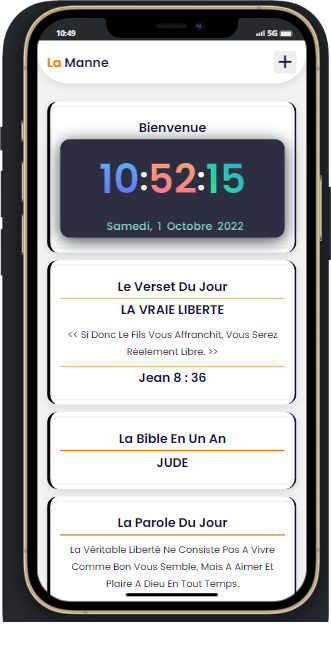 10:49
5G
La Manne
+
Bienvenue
10:52:15
Samedi, 1 Octobre 2022
Le Verset Du Jour
LA VRAIE LIBERTE
<< Si Donc Le Fils Vous Affranchit, Vous Serez
Réelement Libre. >>
Jean 8 : 36
La Bible En Un An
JUDE
La Parole Du Jour
La Véritable Liberté Ne Consiste Pas A Vivre
Comme Bon Vous Semble, Mais A Aimer Et
Plaire A Dieu En Tout Temps.